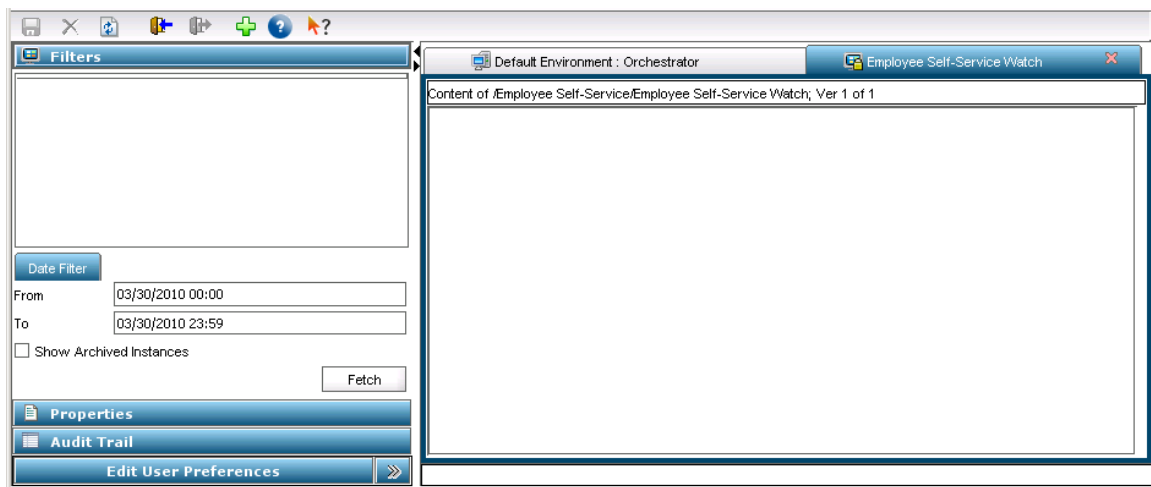 Filters
Default Environment : Orchestrator
Employee Self-Service Watch
Content of /Employee Self-Service/Employee Self-Service Watch; Ver 1 of 1
Date Filter
From 03/30/2010 00:00
To 03/30/2010 23:59
Show Archived Instances
Fetch
Properties
Audit Trail
Edit User Preferences